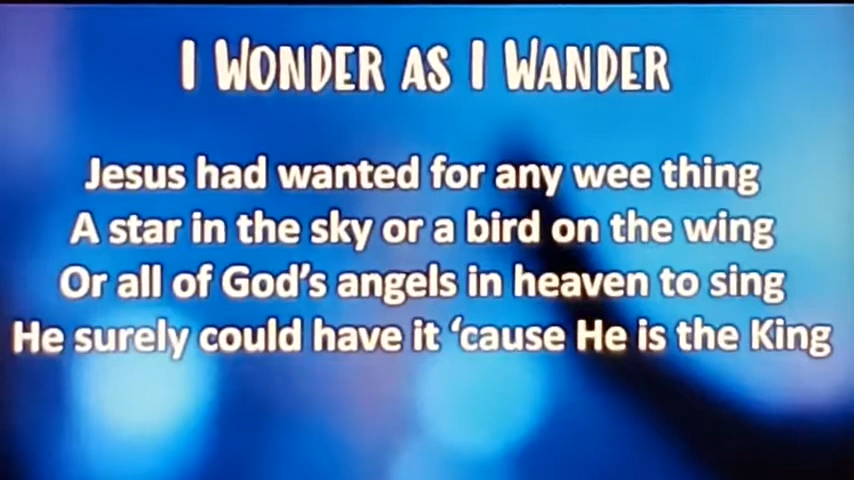 I WONDER AS I WANDER
Jesus had wanted for any wee thing
A star in the sky or a bird on the wing
Or all of God's angels in heaven to sing
He surely could have it ‘cause He is the King